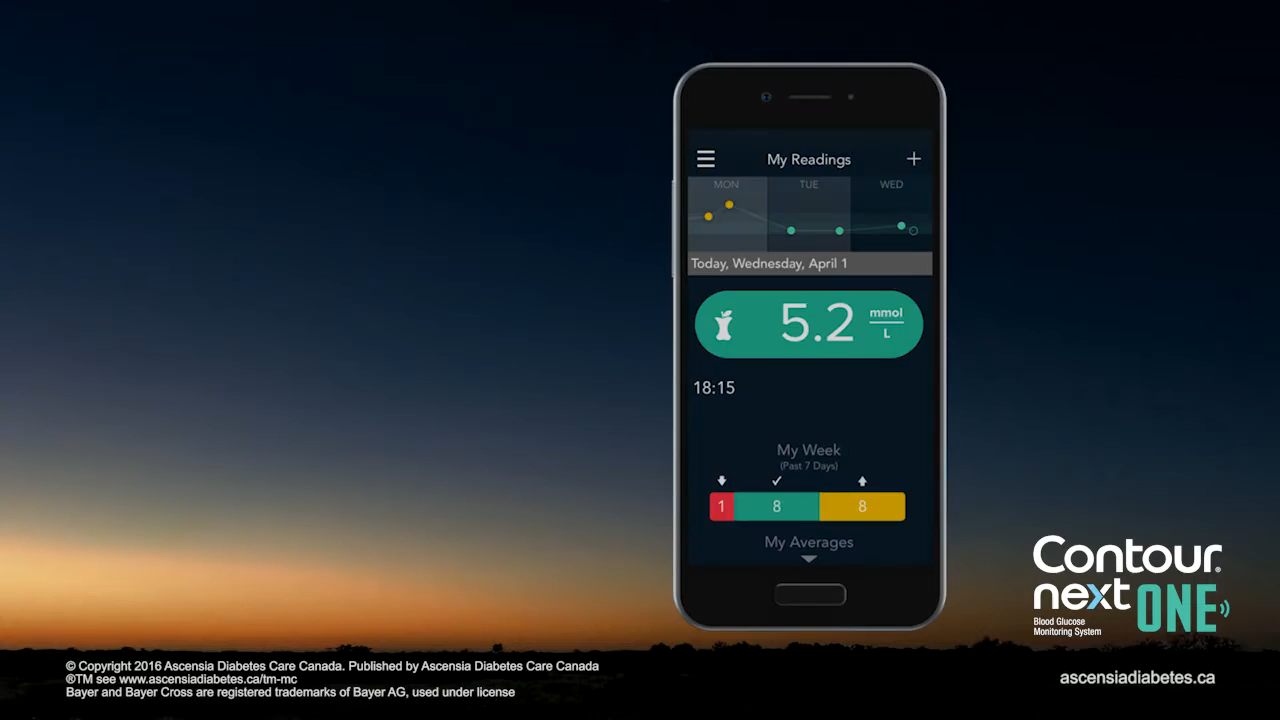 My Readings
MON TUE WED
Today, Wednesday, April 1
5.2 mmol/L
18:15
My Week
(Past 7 Days)
1 8 8
My Averages
Contour®
next ONE
Blood Glucose
Monitoring System
© Copyright 2016 Ascensia Diabetes Care Canada. Published by Ascensia Diabetes Care Canada
®TM see www.ascensiadiabetes.ca/tm-mc
Bayer and Bayer Cross are registered trademarks of Bayer AG, used under license
ascensiadiabetes.ca